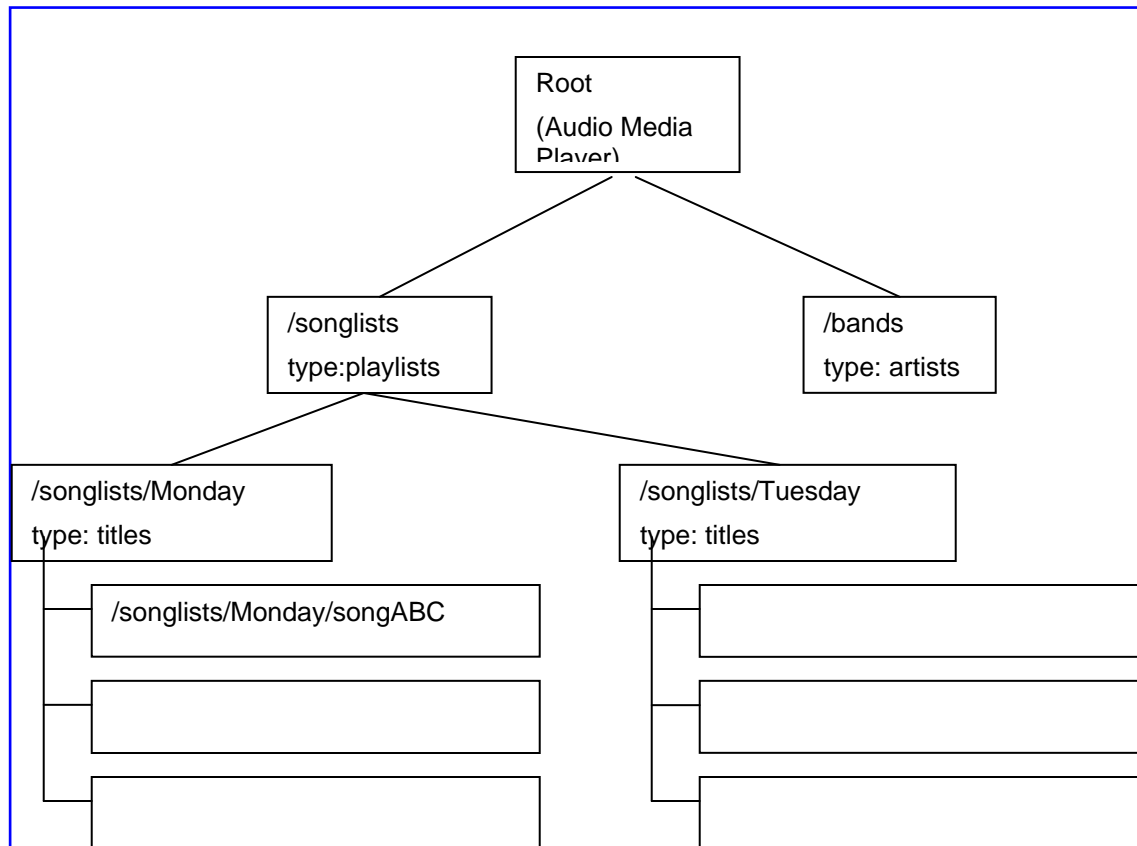 Root
(Audio Media
Player)
/songlists
type:playlists
/bands
type: artists
/songlists/Monday
type: titles
/songlists/Tuesday
type: titles
/songlists/Monday/songABC